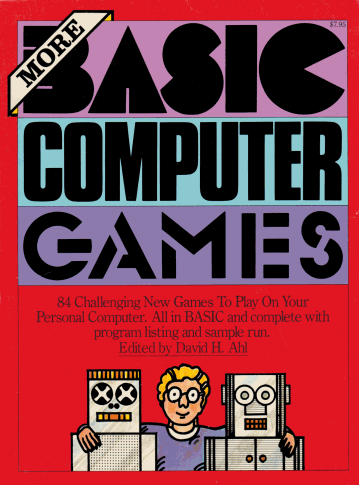 $7.95
MORE
BASIC
COMPUTER
GAMES
84 Challenging New Games To Play On Your
Personal Computer. All in BASIC and complete with
program listing and sample run.
Edited by David H. Ahl